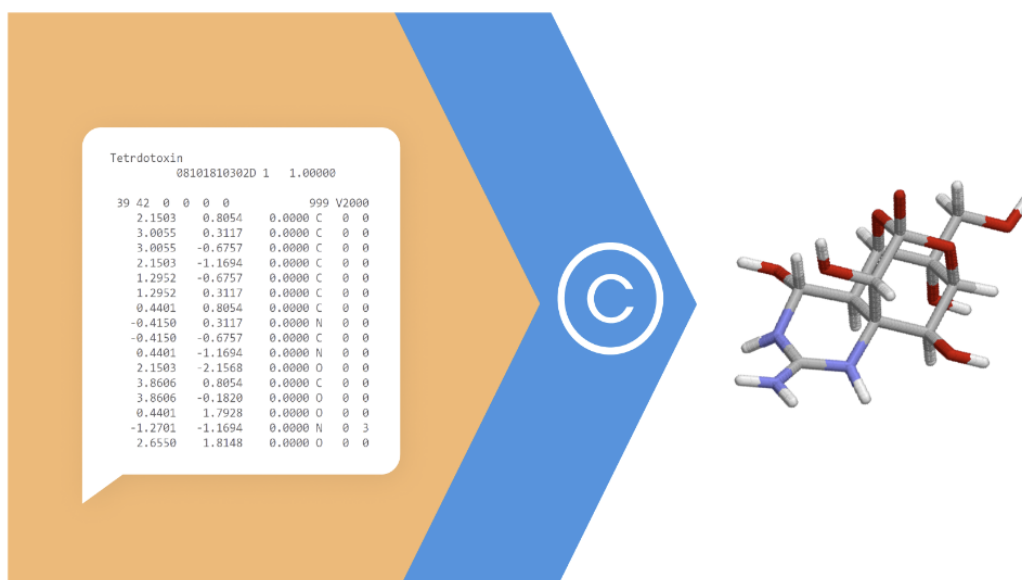 Tetrdotoxin
08101810302D 1 1.00000
39 42 0 0 0 0 999 V2000
2.1503 0.8054 0.0000 C 0 0
3.0055 0.3117 0.0000 C 0 0
3.0055 -0.6757 0.0000 C 0 0
2.1503 -1.1694 0.0000 C 0 0
1.2952 -0.6757 0.0000 C 0 0
1.2952 0.3117 0.0000 C 0 0
0.4401 0.8054 0.0000 C 0 0
-0.4150 0.3117 0.0000 N 0 0
-0.4150 -0.6757 0.0000 C 0 0
0.4401 -1.1694 0.0000 N 0 0
2.1503 -2.1568 0.0000 O 0 0
3.8606 0.8054 0.0000 C 0 0
3.8606 -0.1820 0.0000 O 0 0
0.4401 1.7928 0.0000 O 0 0
-1.2701 -1.1694 0.0000 N 0 3
2.6550 1.8148 0.0000 O 0 0
©